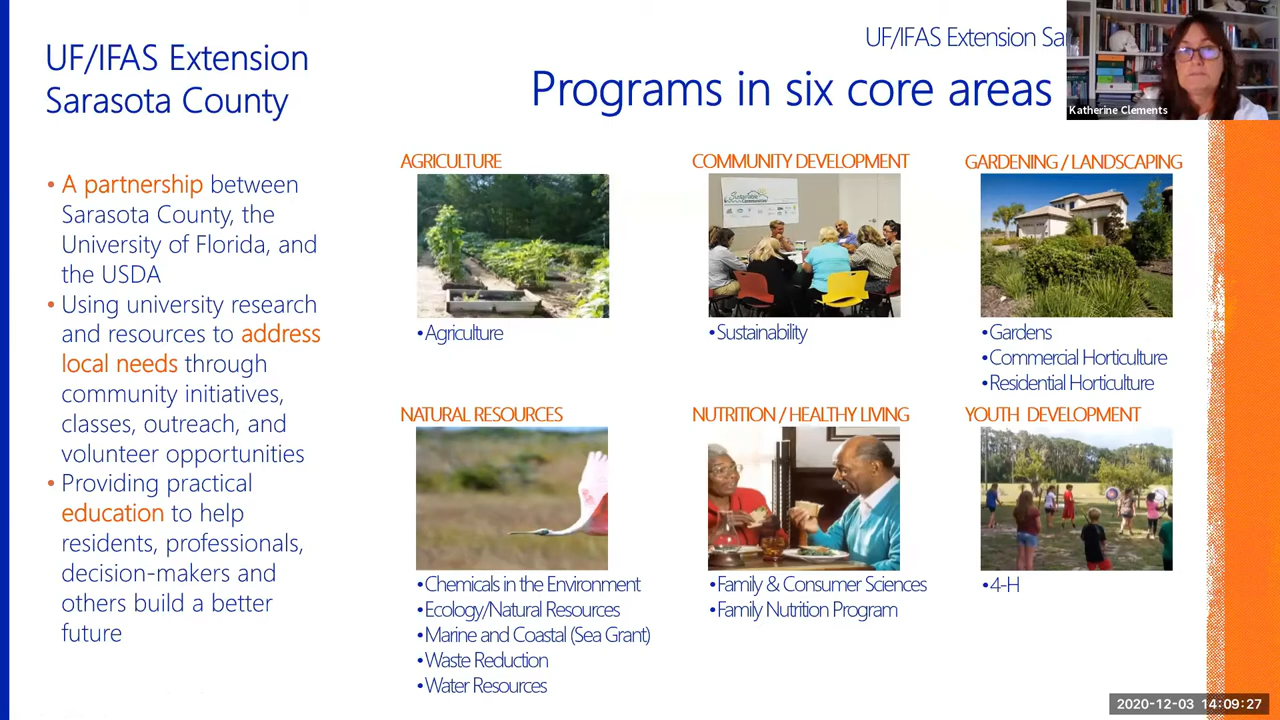 UF/IFAS Extension
Sarasota County
• A partnership between
Sarasota County, the
University of Florida, and
the USDA
• Using university research
and resources to address
local needs through
community initiatives,
classes, outreach, and
volunteer opportunities
• Providing practical
education to help
residents, professionals,
decision-makers and
others build a better
future
UF/IFAS Extension Sar
Programs in six core areas
Katherine Clements
AGRICULTURE
•Agriculture
COMMUNITY DEVELOPMENT
•Sustainability
GARDENING / LANDSCAPING
•Gardens
•Commercial Horticulture
•Residential Horticulture
NATURAL RESOURCES
•Chemicals in the Environment
•Ecology/Natural Resources
•Marine and Coastal (Sea Grant)
•Waste Reduction
•Water Resources
NUTRITION / HEALTHY LIVING
•Family & Consumer Sciences
•Family Nutrition Program
YOUTH DEVELOPMENT
•4-H
2020-12-03 14:09:27